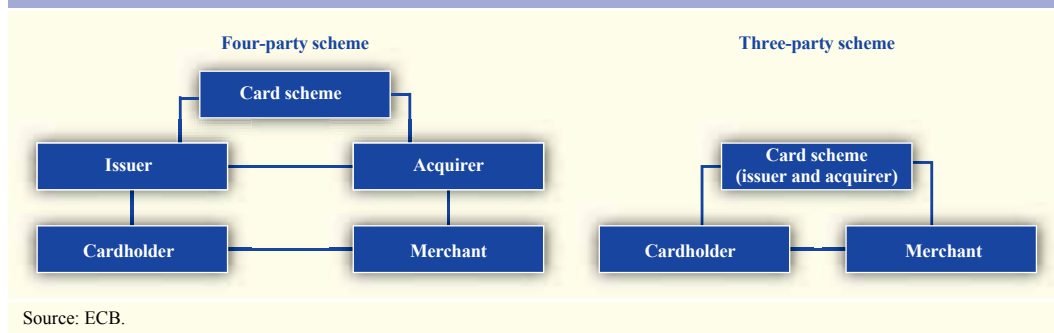 Four-party scheme
Card scheme
Issuer
Acquirer
Cardholder
Merchant
Three-party scheme
Card scheme
(issuer and acquirer)
Cardholder
Merchant
Source: ECB.